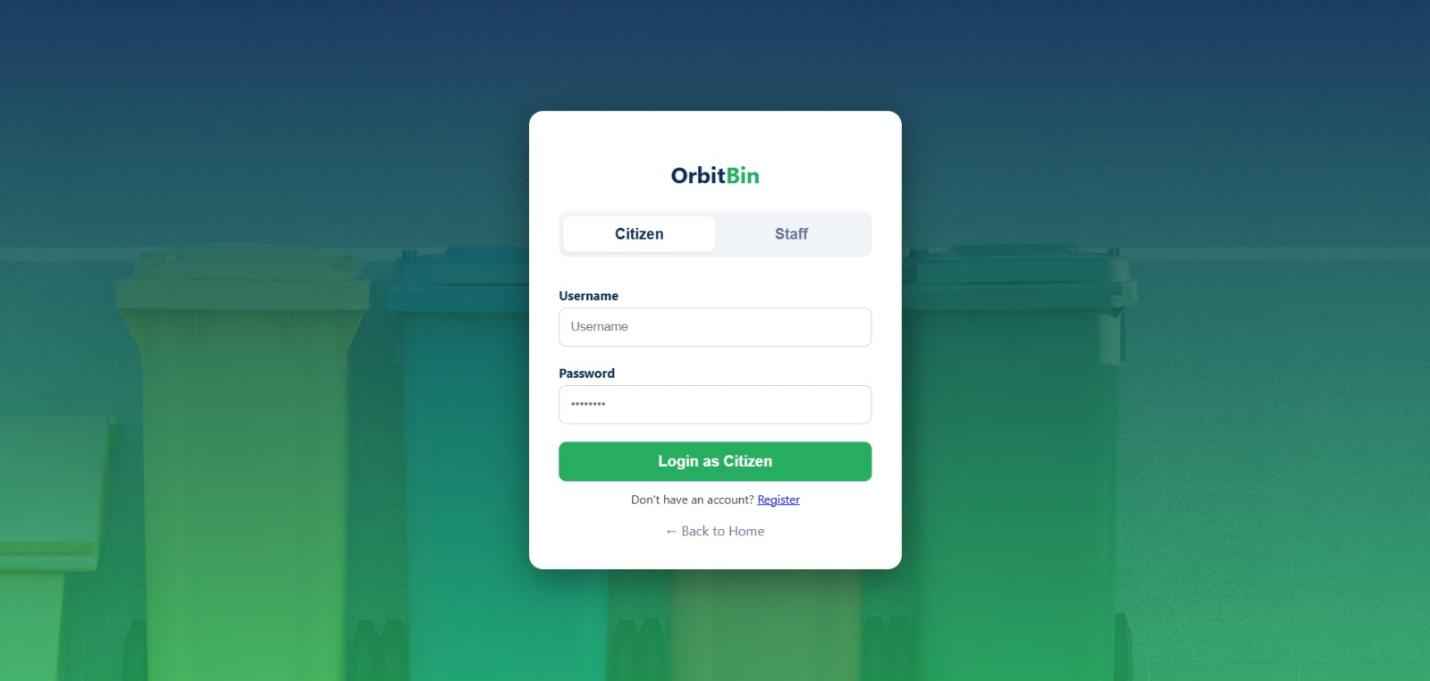 OrbitBin
Citizen Staff
Username
Username
Password
••••••••
Login as Citizen
Don't have an account? Register
← Back to Home